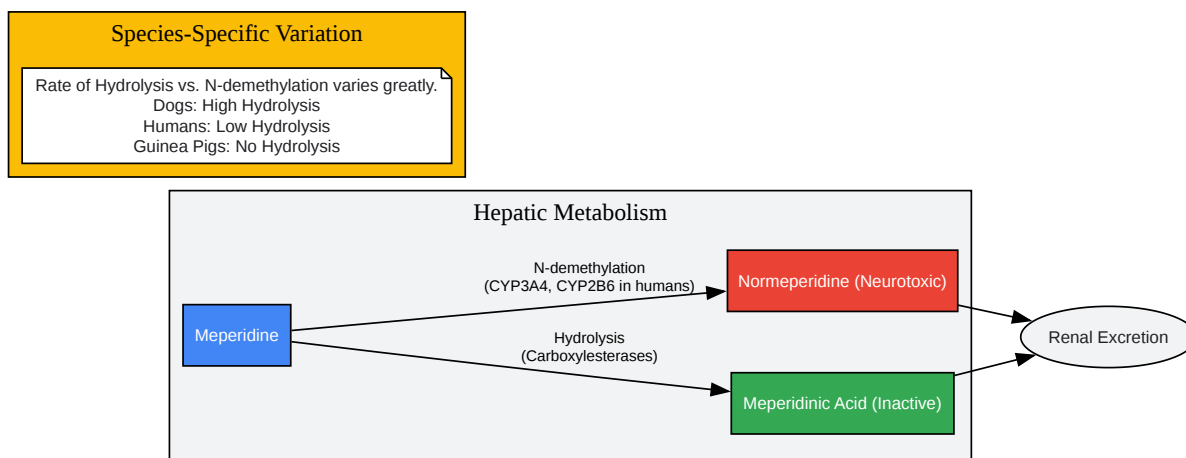 Species-Specific Variation
Rate of Hydrolysis vs. N-demethylation varies greatly.
Dogs: High Hydrolysis
Humans: Low Hydrolysis
Guinea Pigs: No Hydrolysis
Hepatic Metabolism
Meperidine
N-demethylation
(CYP3A4, CYP2B6 in humans)
Hydrolysis
(Carboxylesterases)
Normeperidine (Neurotoxic)
Meperidinic Acid (Inactive)
Renal Excretion